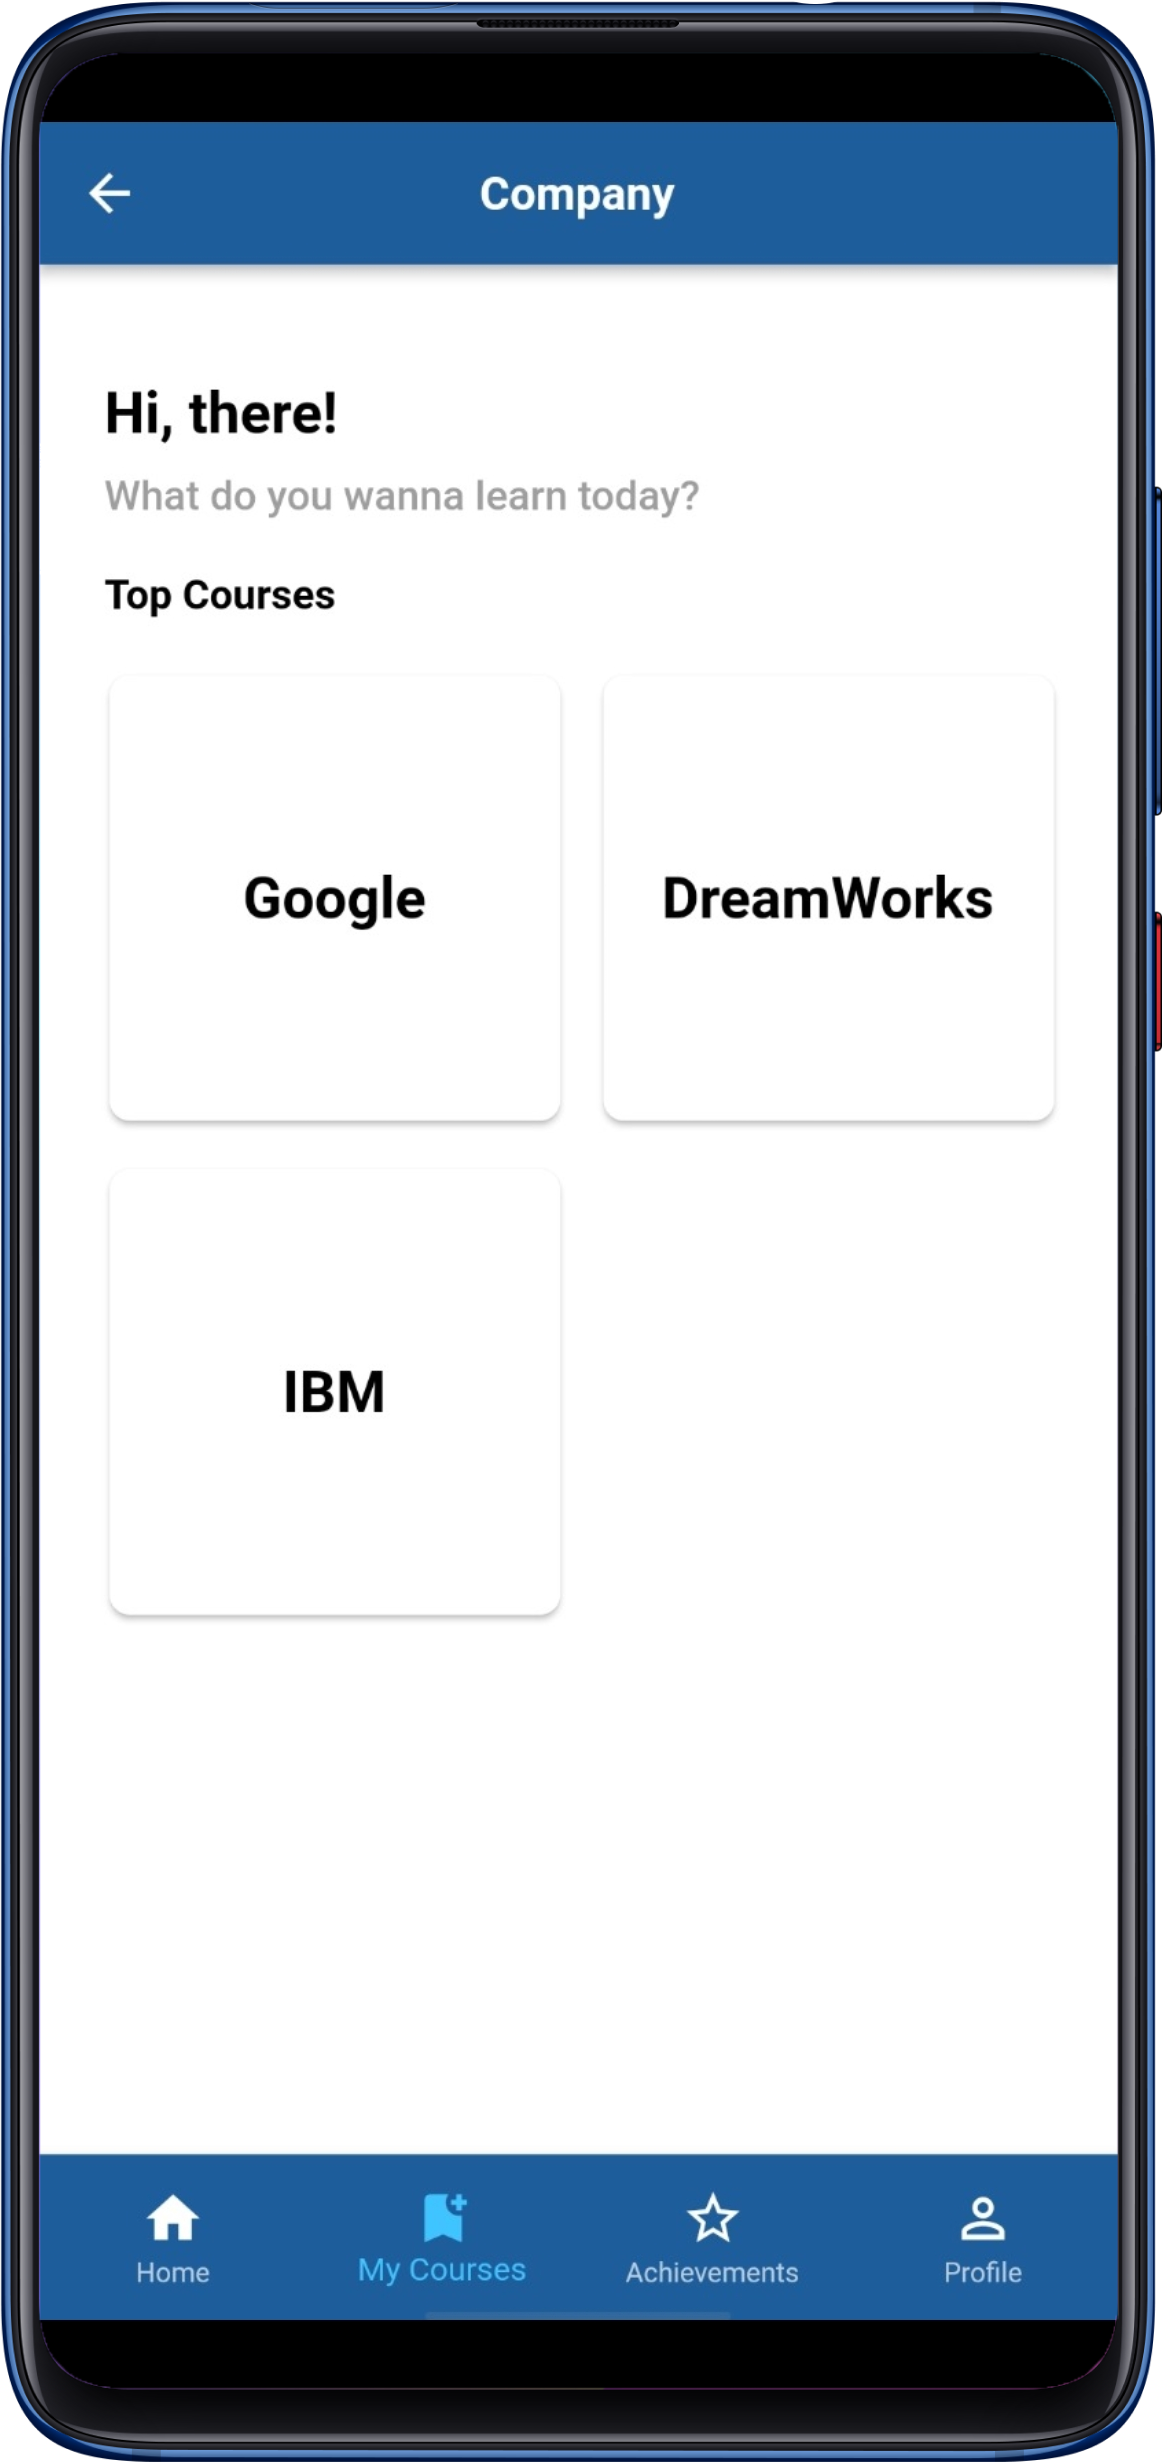 Company
Hi, there!
What do you wanna learn today?
Top Courses
Google
DreamWorks
IBM
Home
My Courses
Achievements
Profile